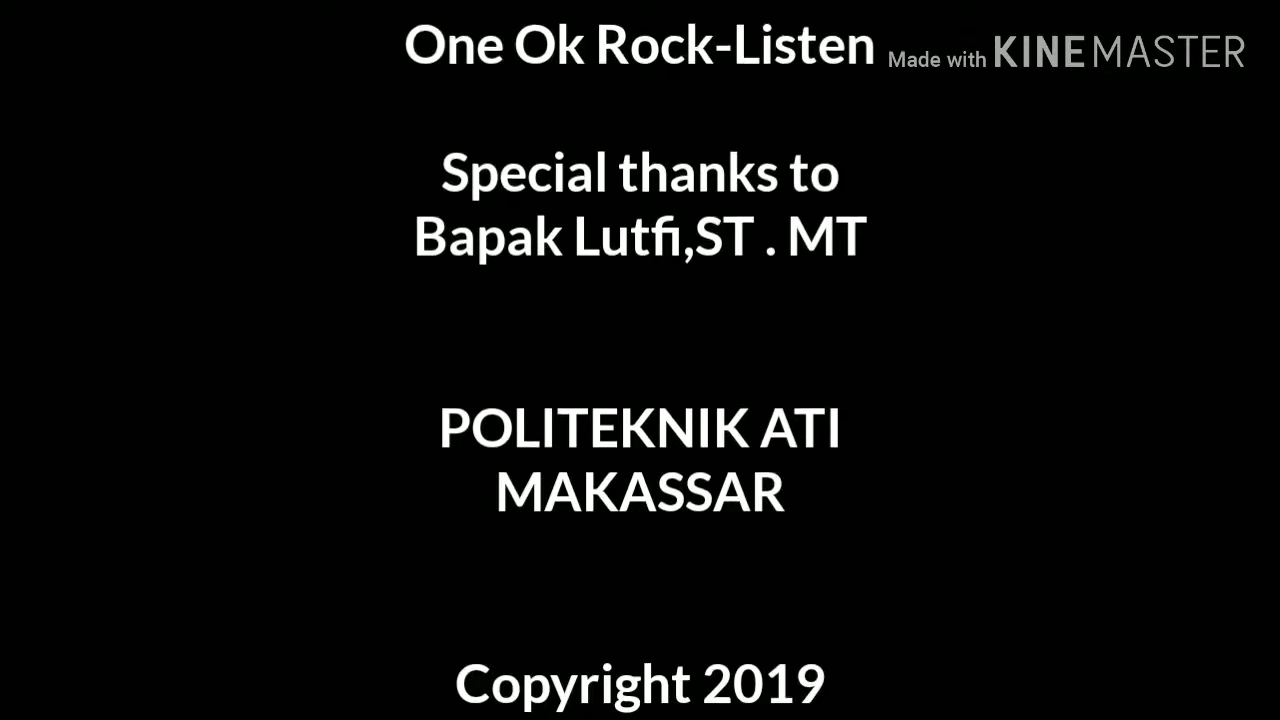 One Ok Rock-Listen
Made with KINEMASTER
Special thanks to
Bapak Lutfi,ST . MT
POLITEKNIK ATI
MAKASSAR
Copyright 2019